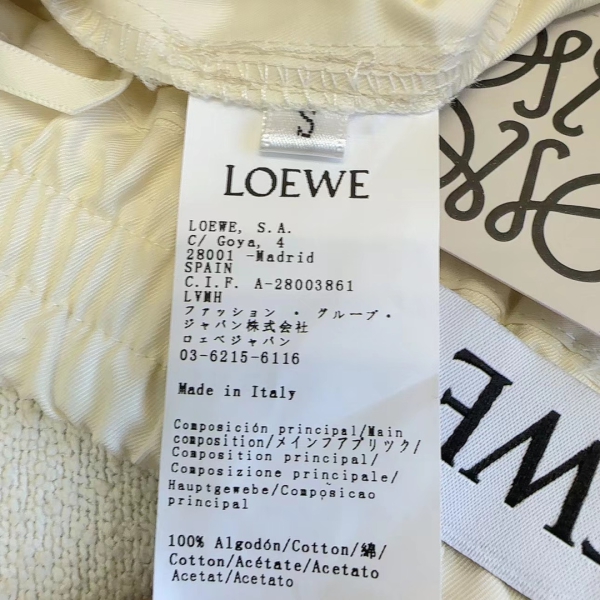 S
LOEWE
LOEWE, S.A.
C/ Goya, 4
28001 -Madrid
SPAIN
C.I.F. A-28003861
LVMH
ファッション・グループ・
ジャパン株式会社
ロエベジャパン
03-6215-6116
Made in Italy
Composición principal/Main
composition/メインファブリック/
Composition principal/
Composizione principale/
Hauptgewebe/Composicao
principal
100% Algodón/Cotton/綿/
Cotton/Acétate/Acetato
Acetat/Acetato
EWE